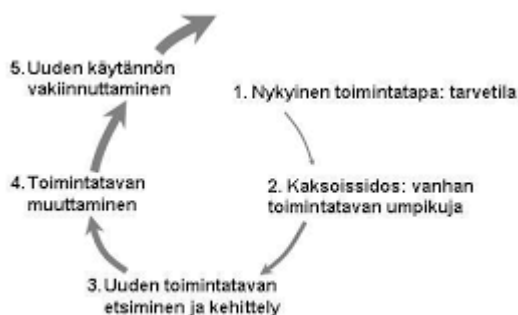 1. Nykyinen toimintatapa: tarvetila
2. Kaksoissidos: vanhan
toimintatavan umpikuja
3. Uuden toimintatavan
etsiminen ja kehittely
4. Toimintatavan
muuttaminen
5. Uuden käytännön
vakiinnuttaminen